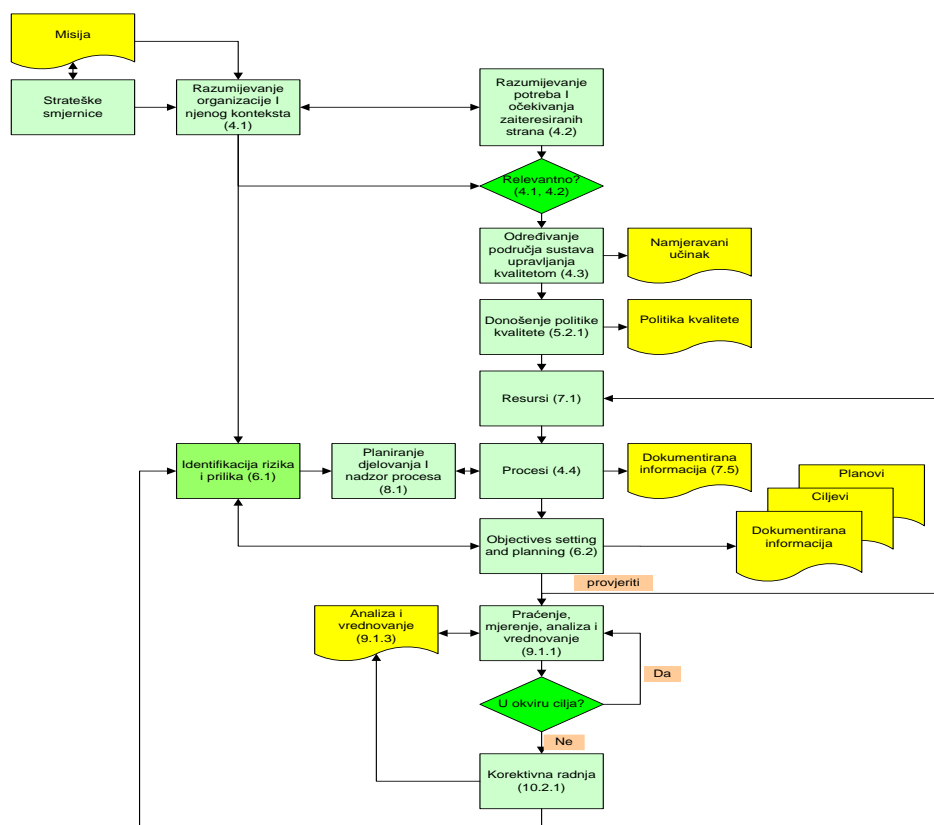 Misija
Strateške
smjernice
Razumijevanje
organizacije I
njenog konteksta
(4.1)
Razumijevanje
potreba I
očekivanja
zaiteresiranih
strana (4.2)
Relevantno?
(4.1, 4.2)
Određivanje
područja sustava
upravljanja
kvalitetom (4.3)
Namjeravani
učinak
Donošenje politike
kvalitete (5.2.1)
Politika kvalitete
Resursi (7.1)
Identifikacija rizika
i prilika (6.1)
Planiranje
djelovanja I
nadzor procesa
(8.1)
Procesi (4.4)
Dokumentirana
informacija (7.5)
Planovi
Ciljevi
Dokumentirana
informacija
Objectives setting
and planning (6.2)
provjeriti
Analiza i
vrednovanje
(9.1.3)
Praćenje,
mjerenje, analiza i
vrednovanje
(9.1.1)
Da
U okviru cilja?
Ne
Korektivna radnja
(10.2.1)